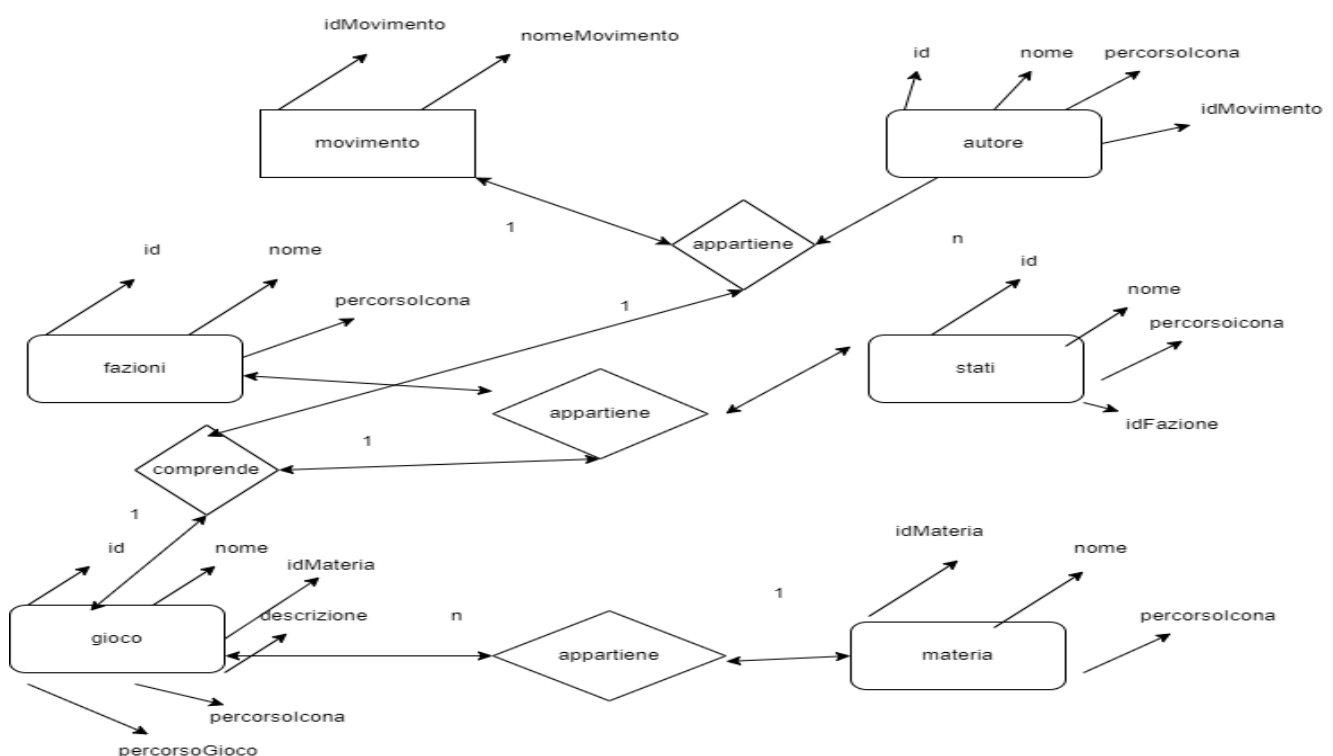 idMovimento
nomeMovimento
id
nome
percorsoIcona
idMovimento
movimento
autore
1
appartiene
n
id
nome
percorsoIcona
1
id
nome
percorsoicona
fazioni
stati
idFazione
appartiene
1
comprende
1
id
nome
idMateria
descrizione
gioco
n
appartiene
1
idMateria
nome
percorsoIcona
materia
percorsoIcona
percorsoGioco